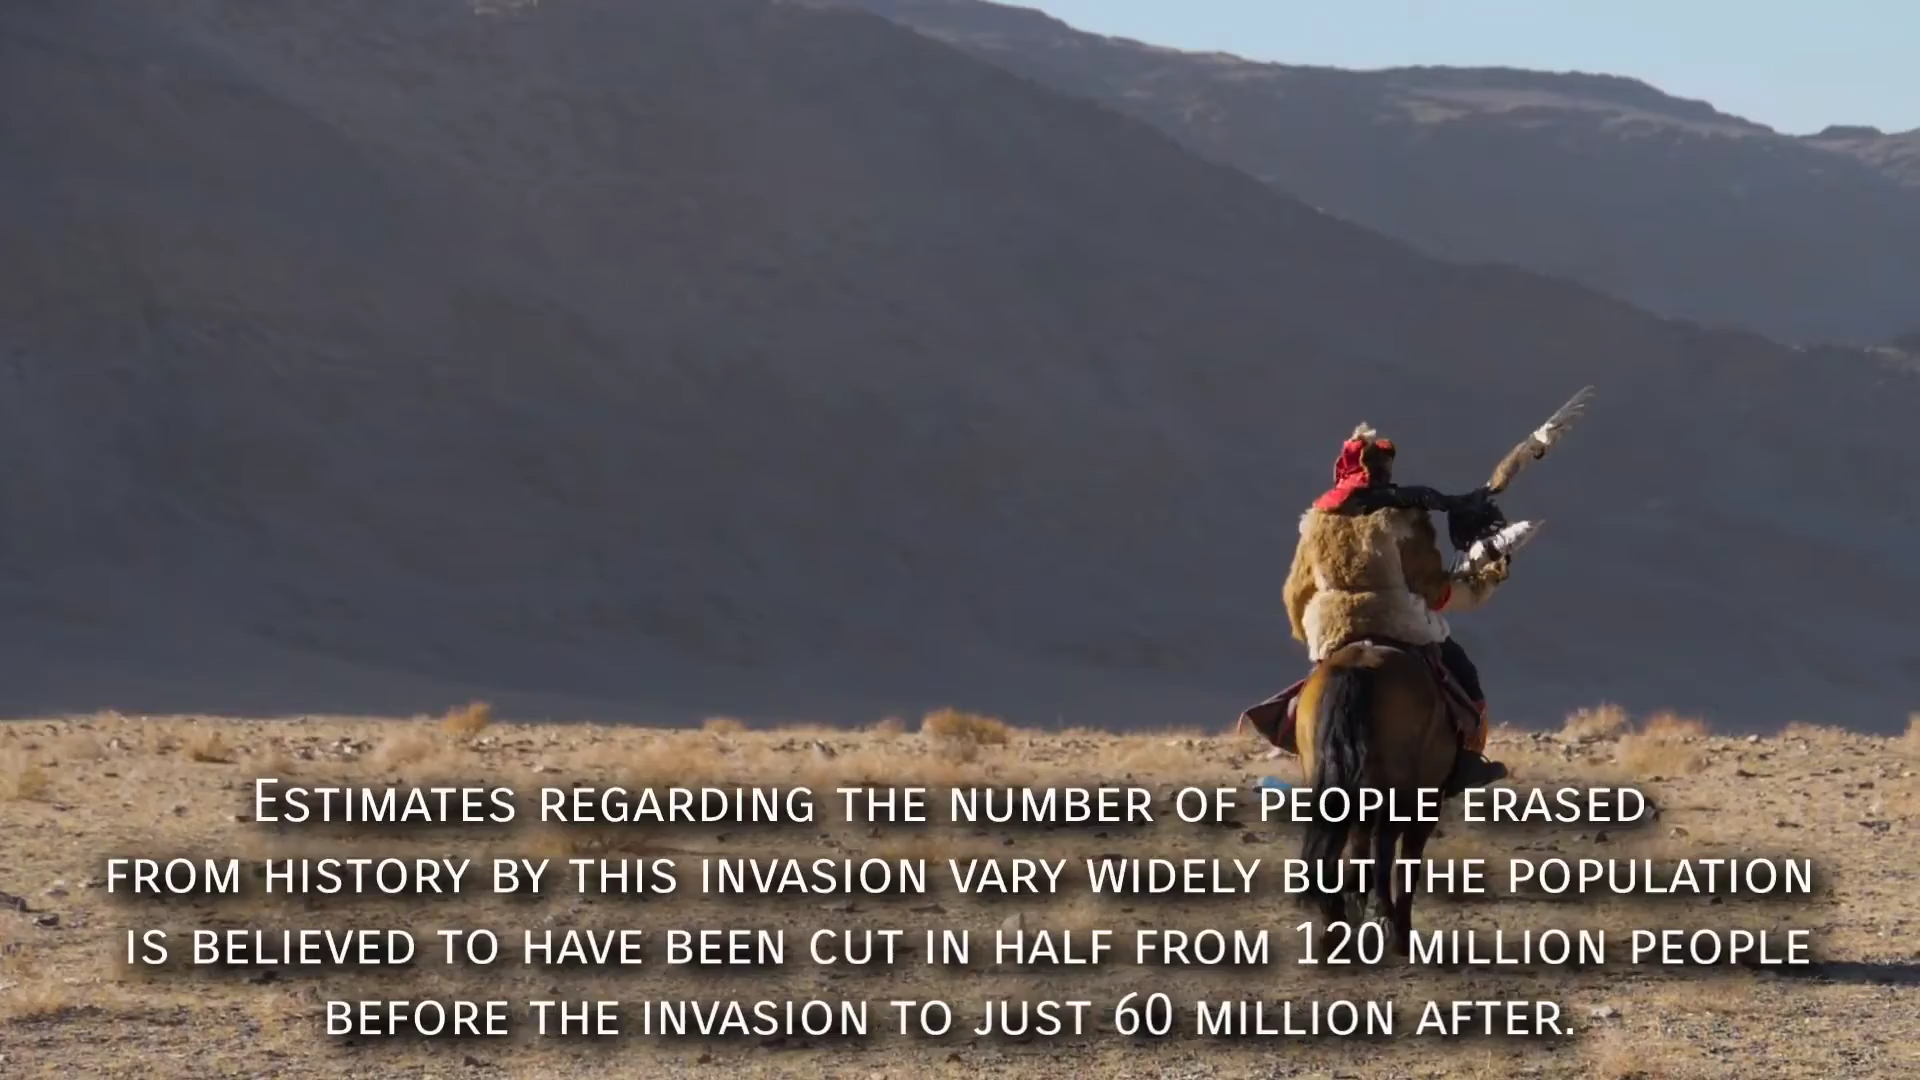 Estimates regarding the number of people erased
from history by this invasion vary widely but the population
is believed to have been cut in half from 120 million people
before the invasion to just 60 million after.